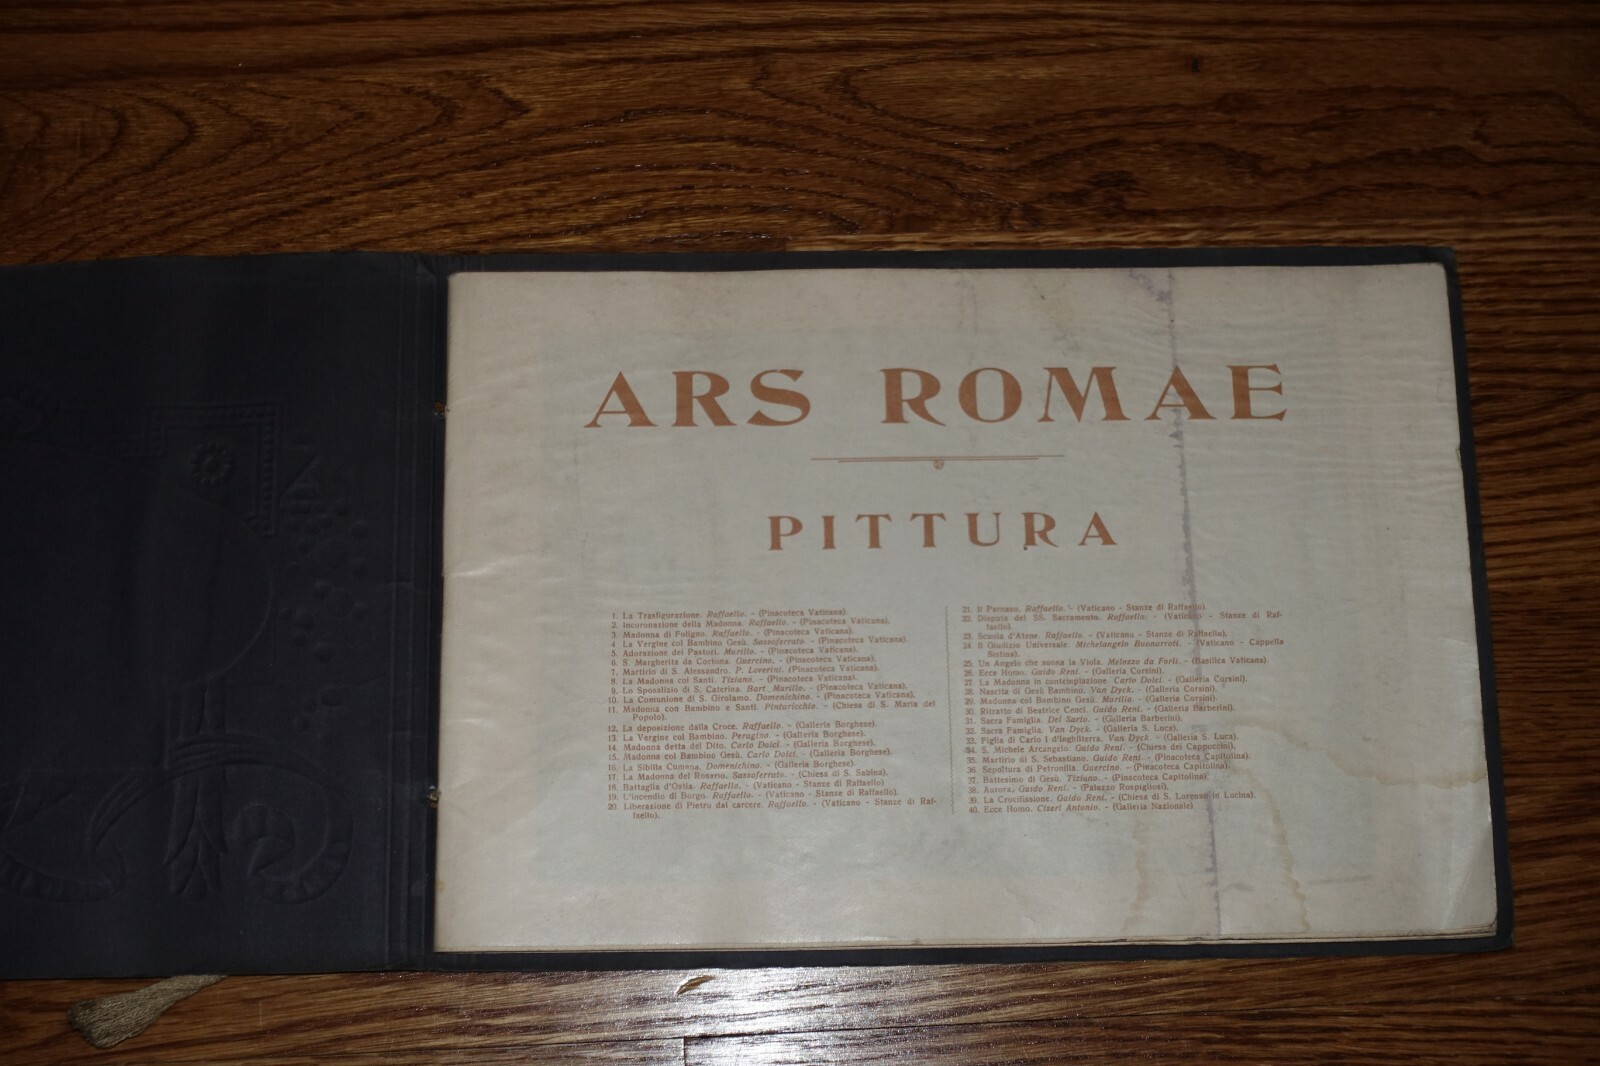 ARS ROMAE
PITTURA
1. La Trasfigurazione. Raffaello. - (Pinacoteca Vaticana).
2. Incuronazione della Madonna. Raffaello. - (Pinacoteca Vaticana).
3. Madonna di Foligno. Raffaello. - (Pinacoteca Vaticana).
4. La Vergine col Bambino Gesù. Sassoferrato. - (Pinacoteca Vaticana).
5. Adorazione dei Pastori. Murillo. - (Pinacoteca Vaticana).
6. S. Margherita da Cortona. Guercino. - (Pinacoteca Vaticana).
7. Martirio di S. Alessandro. P. Loverini. (Pinacoteca Vaticana).
8. La Madonna coi Santi. Tiziano. - (Pinacoteca Vaticana).
9. Lo Sposalizio di S. Caterina. Bart. Murillo. - (Pinacoteca Vaticana).
10. La Comunione di S. Girolamo. Domenichino. - (Pinacoteca Vaticana).
11. Madonna con Bambino e Santi. Pinturicchio. - (Chiesa di S. Maria del
Popolo).
12. La deposizione dalla Croce. Raffaello. - (Galleria Borghese).
13. La Vergine col Bambino. Perugino. - (Galleria Borghese).
14. Madonna detta del Dito. Carlo Dolci. - (Galleria Borghese).
15. Madonna col Bambino Gesù. Carlo Dolci. - (Galleria Borghese).
16. La Sibilla Cumana. Domenichino. - (Galleria Borghese).
17. La Madonna del Rosario. Sassoferrato. - (Chiesa di S. Sabina).
18. Battaglia d'Ostia. Raffaello. - (Vaticano - Stanze di Raffaello)
19. L'incendio di Borgo. Raffaello. - (Vaticano - Stanze di Raffaello).
20. Liberazione di Pietro dal carcere. Raffaello. - (Vaticano - Stanze di Raf-
faello).
21. Il Parnaso. Raffaello. - (Vaticano - Stanze di Raffaello).
22. Disputa del SS. Sacramento. Raffaello. - (Vaticano - Stanze di Raf-
faello).
23. Scuola d'Atene. Raffaello. - (Vaticano - Stanze di Raffaello).
24. Il Giudizio Universale. Michelangelo Buonarroti. - (Vaticano - Cappella
Sistina).
25. Un Angelo che suona la Viola. Melozzo da Forlì. - (Basilica Vaticana).
26. Ecce Homo. Guido Reni. - (Galleria Corsini).
27. La Madonna in contemplazione. Carlo Dolci. - (Galleria Corsini).
28. Nascita di Gesù Bambino. Van Dyck. - (Galleria Corsini).
29. Madonna col Bambino Gesù. Murillo. - (Galleria Corsini).
30. Ritratto di Beatrice Cenci. Guido Reni. - (Galleria Barberini).
31. Sacra Famiglia. Del Sarto. - (Galleria Barberini).
32. Sacra Famiglia. Van Dyck. - (Galleria S. Luca).
33. Figlia di Carlo I d'Inghilterra. Van Dyck. - (Galleria S. Luca).
34. S. Michele Arcangelo. Guido Reni. - (Chiesa dei Cappuccini).
35. Martirio di S. Sebastiano. Guido Reni. - (Pinacoteca Capitolina).
36. Sepoltura di Petronilla. Guercino. - (Pinacoteca Capitolina).
37. Battesimo di Gesù. Tiziano. - (Pinacoteca Capitolina).
38. Aurora. Guido Reni. - (Palazzo Rospigliosi).
39. La Crocifissione. Guido Reni. - (Chiesa di S. Lorenzo in Lucina).
40. Ecce Homo. Ciseri Antonio. - (Galleria Nazionale)